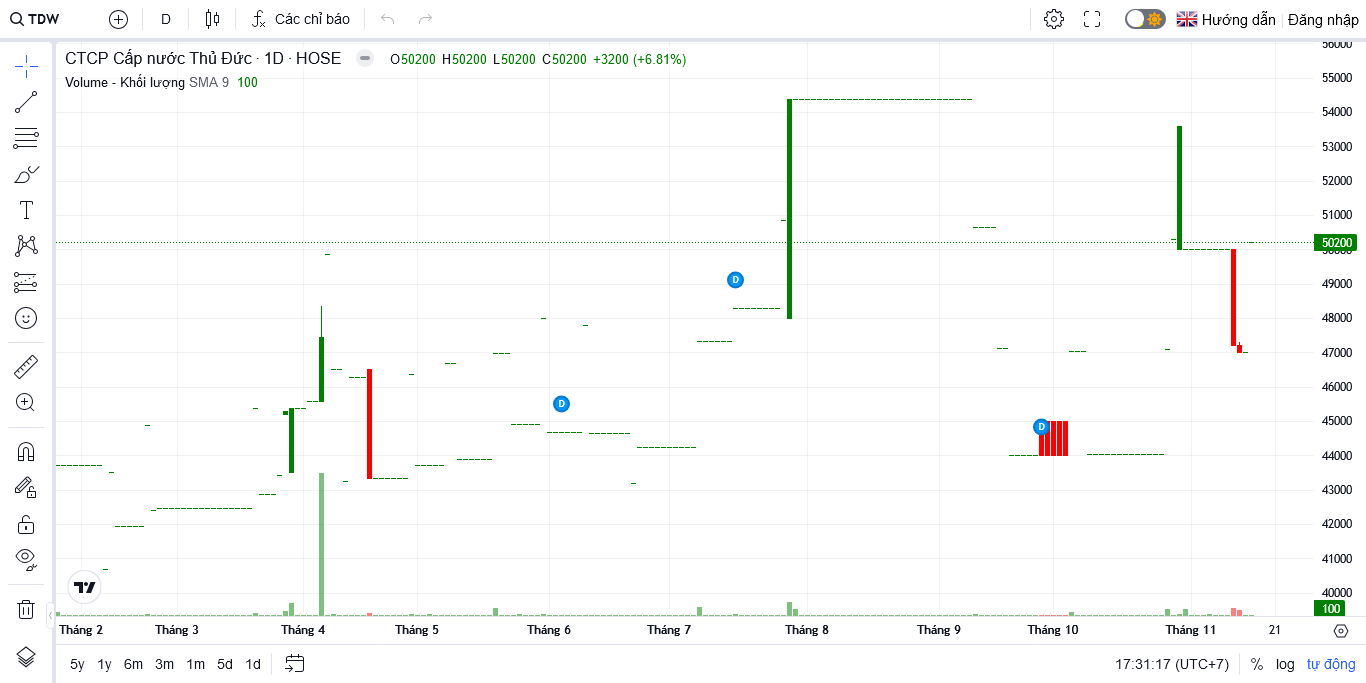 TDW D Các chỉ báo Hướng dẫn Đăng nhập
CTCP Cấp nước Thủ Đức · 1D · HOSE O50200 H50200 L50200 C50200 +3200 (+6.81%)
Volume - Khối lượng SMA 9 100
56000
55000
54000
53000
52000
51000
50200
50000
49000
48000
47000
46000
45000
44000
43000
42000
41000
40000
100
D
D
D
Tháng 2 Tháng 3 Tháng 4 Tháng 5 Tháng 6 Tháng 7 Tháng 8 Tháng 9 Tháng 10 Tháng 11 21
5y 1y 6m 3m 1m 5d 1d 17:31:17 (UTC+7) % log tự động